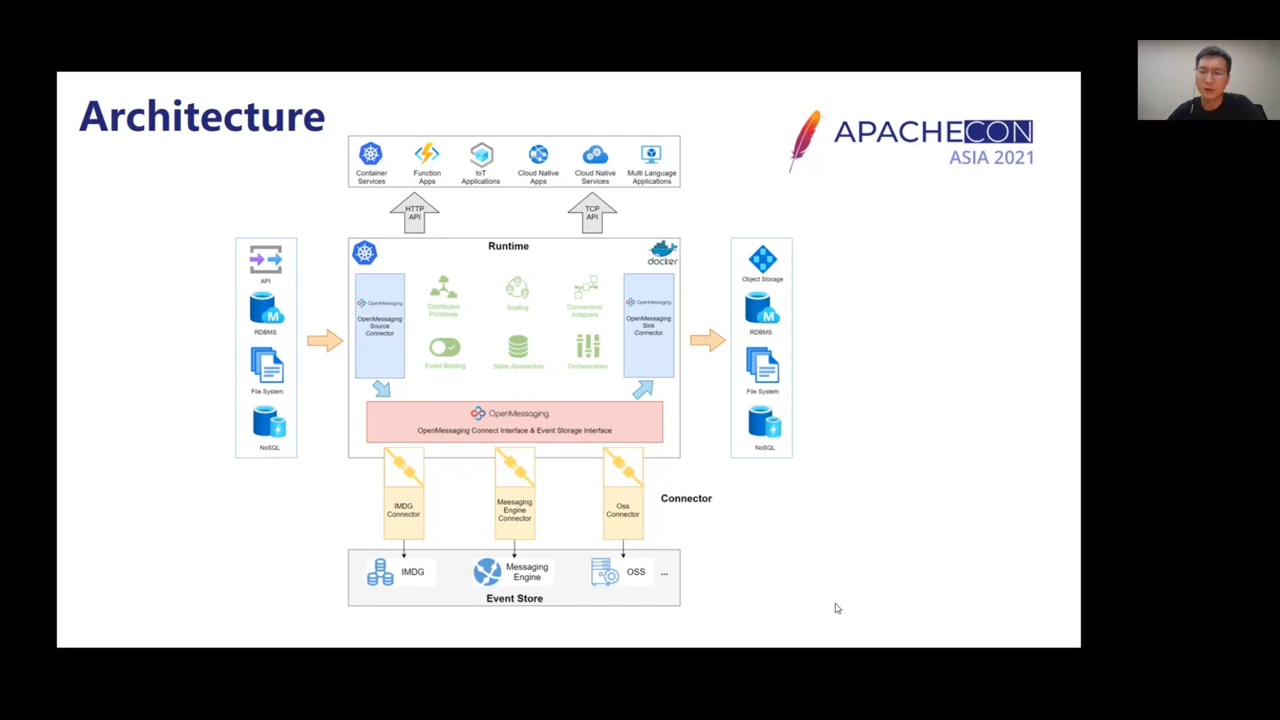 Architecture
APACHECON
ASIA 2021
Container
Services
Function
Apps
IoT
Applications
Cloud Native
Apps
Cloud Native
Services
Multi Language
Applications
HTTP
API
TCP
API
API
RDBMS
File System
NoSQL
Runtime
docker
OpenMessaging
OpenMessaging
Source
Connector
Distributed
Primitives
Scaling
Connectors/
Adapters
Event Binding
State Abstraction
Orchestration
OpenMessaging
OpenMessaging
Sink
Connector
OpenMessaging
OpenMessaging Connect Interface & Event Storage Interface
Object Storage
RDBMS
File System
NoSQL
IMDG
Connector
Meesaging
Engine
Connector
Oss
Connector
Connector
IMDG
Messaging
Engine
OSS
...
Event Store